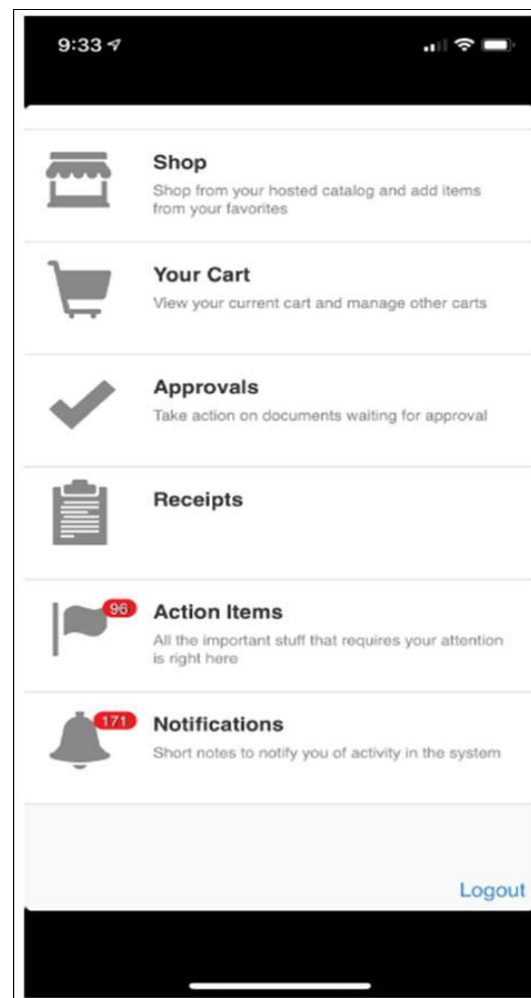 9:33
Shop
Shop from your hosted catalog and add items
from your favorites
Your Cart
View your current cart and manage other carts
Approvals
Take action on documents waiting for approval
Receipts
96
Action Items
All the important stuff that requires your attention
is right here
171
Notifications
Short notes to notify you of activity in the system
Logout